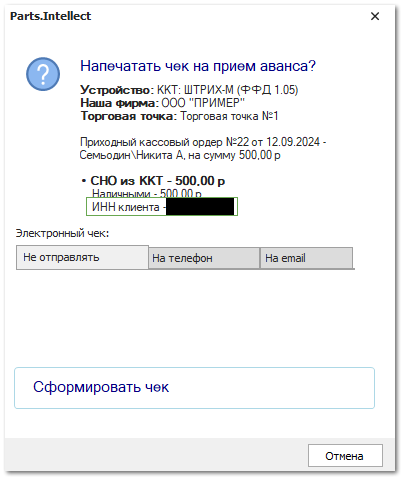 Parts.Intellect
Напечатать чек на прием аванса?
Устройство: ККТ: ШТРИХ-М (ФФД 1.05)
Наша фирма: ООО "ПРИМЕР"
Торговая точка: Торговая точка №1
Приходный кассовый ордер №22 от 12.09.2024 -
Семьодин\Никита А, на сумму 500,00 р
• СНО из ККТ - 500,00 р
Наличными - 500,00 р
ИНН клиента -
Электронный чек:
Не отправлять
На телефон
На email
Сформировать чек
Отмена